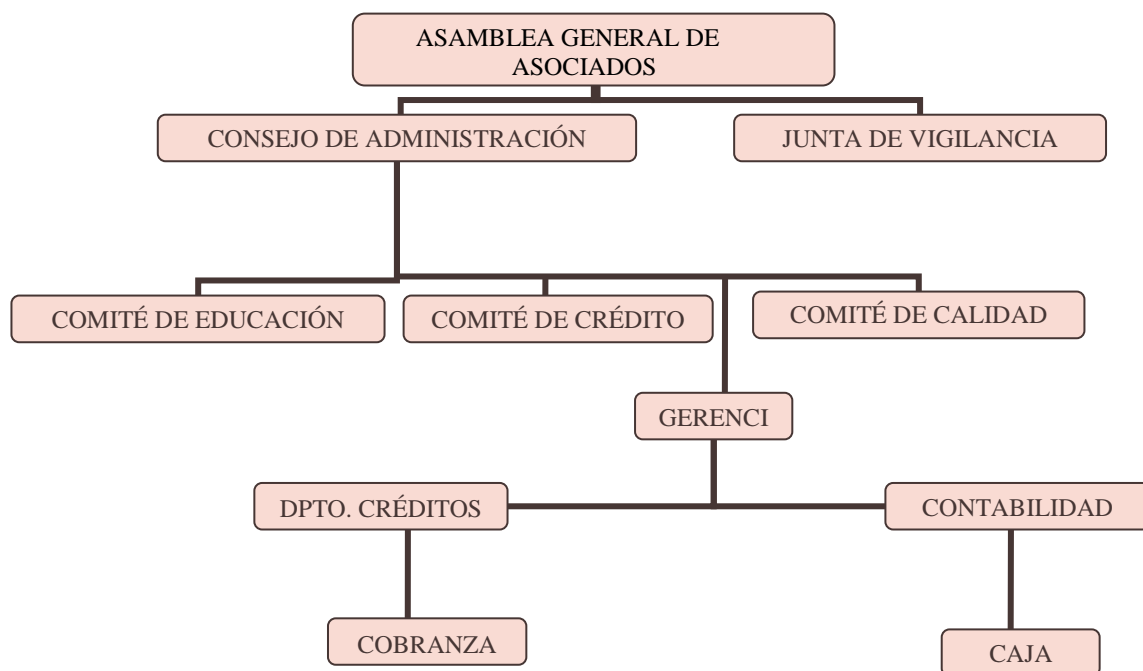 ASAMBLEA GENERAL DE
ASOCIADOS
CONSEJO DE ADMINISTRACIÓN
JUNTA DE VIGILANCIA
COMITÉ DE EDUCACIÓN
COMITÉ DE CRÉDITO
COMITÉ DE CALIDAD
GERENCI
DPTO. CRÉDITOS
CONTABILIDAD
COBRANZA
CAJA